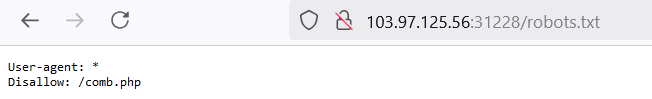 103.97.125.56:31228/robots.txt
User-agent: *
Disallow: /comb.php